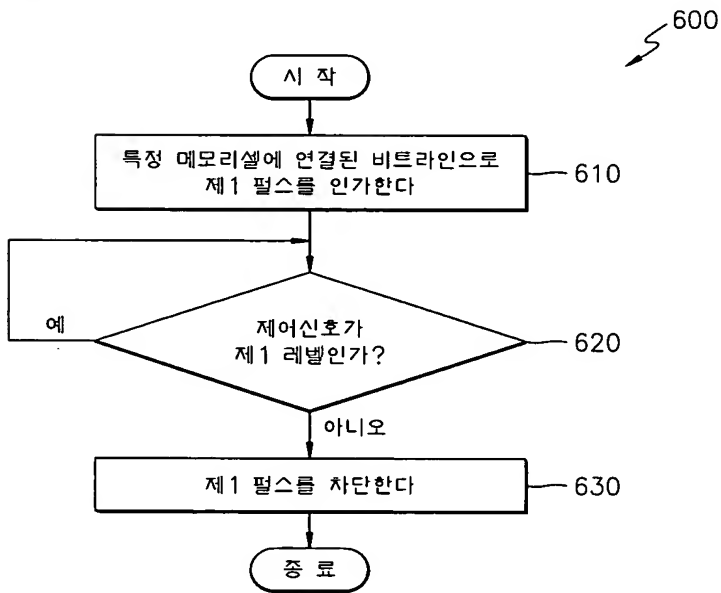 600
시 작
특정 메모리셀에 연결된 비트라인으로
제1 펄스를 인가한다
610
예
제어신호가
제1 레벨인가?
620
아니오
제1 펄스를 차단한다
630
종 료